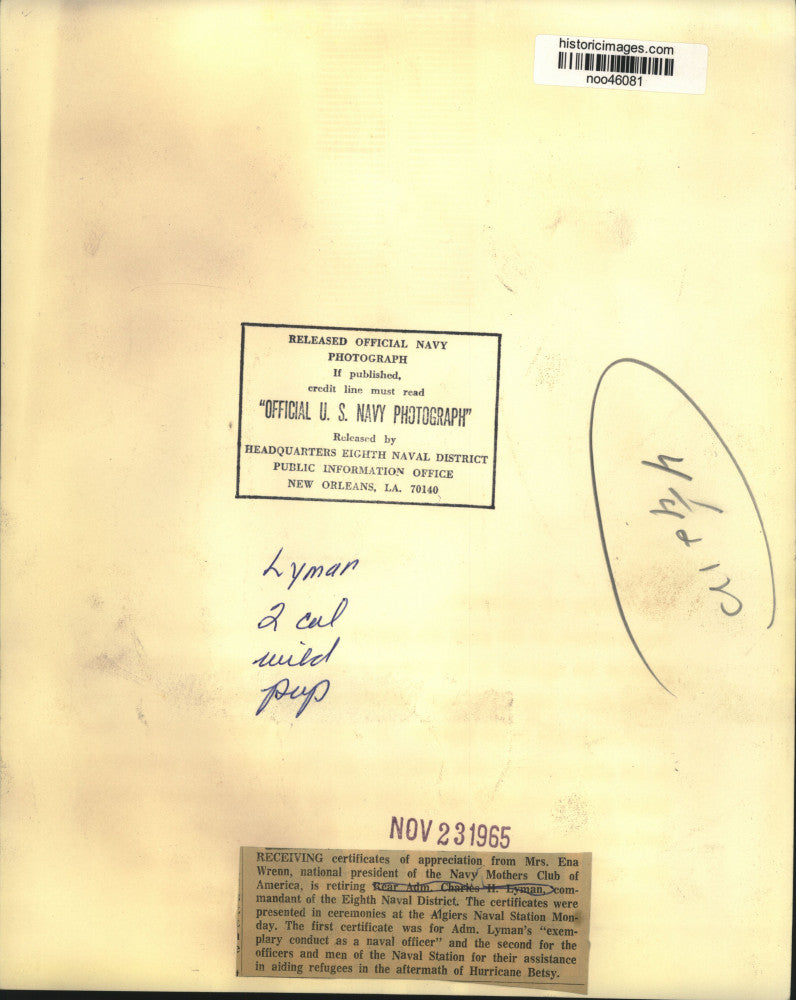 historicimages.com
noo46081
RELEASED OFFICIAL NAVY
PHOTOGRAPH
If published,
credit line must read
"OFFICIAL U. S. NAVY PHOTOGRAPH"
Released by
HEADQUARTERS EIGHTH NAVAL DISTRICT
PUBLIC INFORMATION OFFICE
NEW ORLEANS, LA. 70140
Lyman
2 col
wild
pup
NOV 23 1965
RECEIVING certificates of appreciation from Mrs. Ena
Wrenn, national president of the Navy Mothers Club of
America, is retiring Rear Adm. Charles H. Lyman, com-
mandant of the Eighth Naval District. The certificates were
presented in ceremonies at the Algiers Naval Station Mon-
day. The first certificate was for Adm. Lyman's "exem-
plary conduct as a naval officer" and the second for the
officers and men of the Naval Station for their assistance
in aiding refugees in the aftermath of Hurricane Betsy.